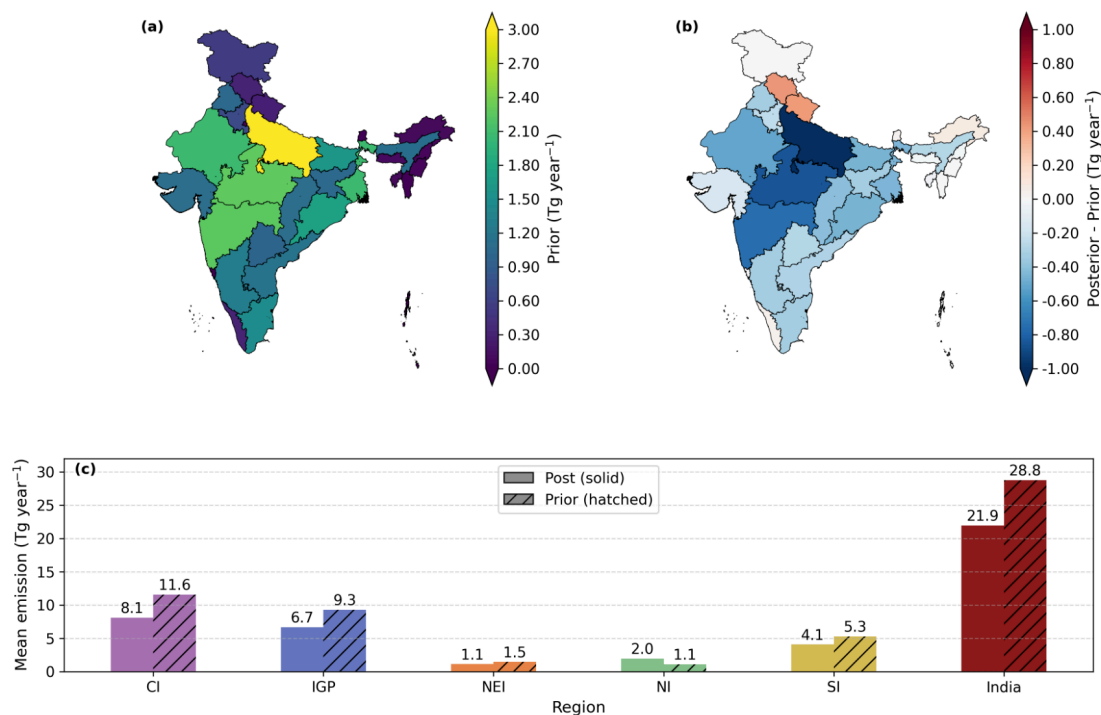 (a)
3.00
2.70
2.40
2.10
1.80
1.50
1.20
0.90
0.60
0.30
0.00
Prior (Tg year⁻¹)
(b)
1.00
0.80
0.60
0.40
0.20
0.00
-0.20
-0.40
-0.60
-0.80
-1.00
Posterior - Prior (Tg year⁻¹)
(c)
Mean emission (Tg year⁻¹)
30
25
20
15
10
5
0
Post (solid)
Prior (hatched)
8.1 11.6 6.7 9.3 1.1 1.5 2.0 1.1 4.1 5.3 21.9 28.8
CI IGP NEI NI SI India
Region